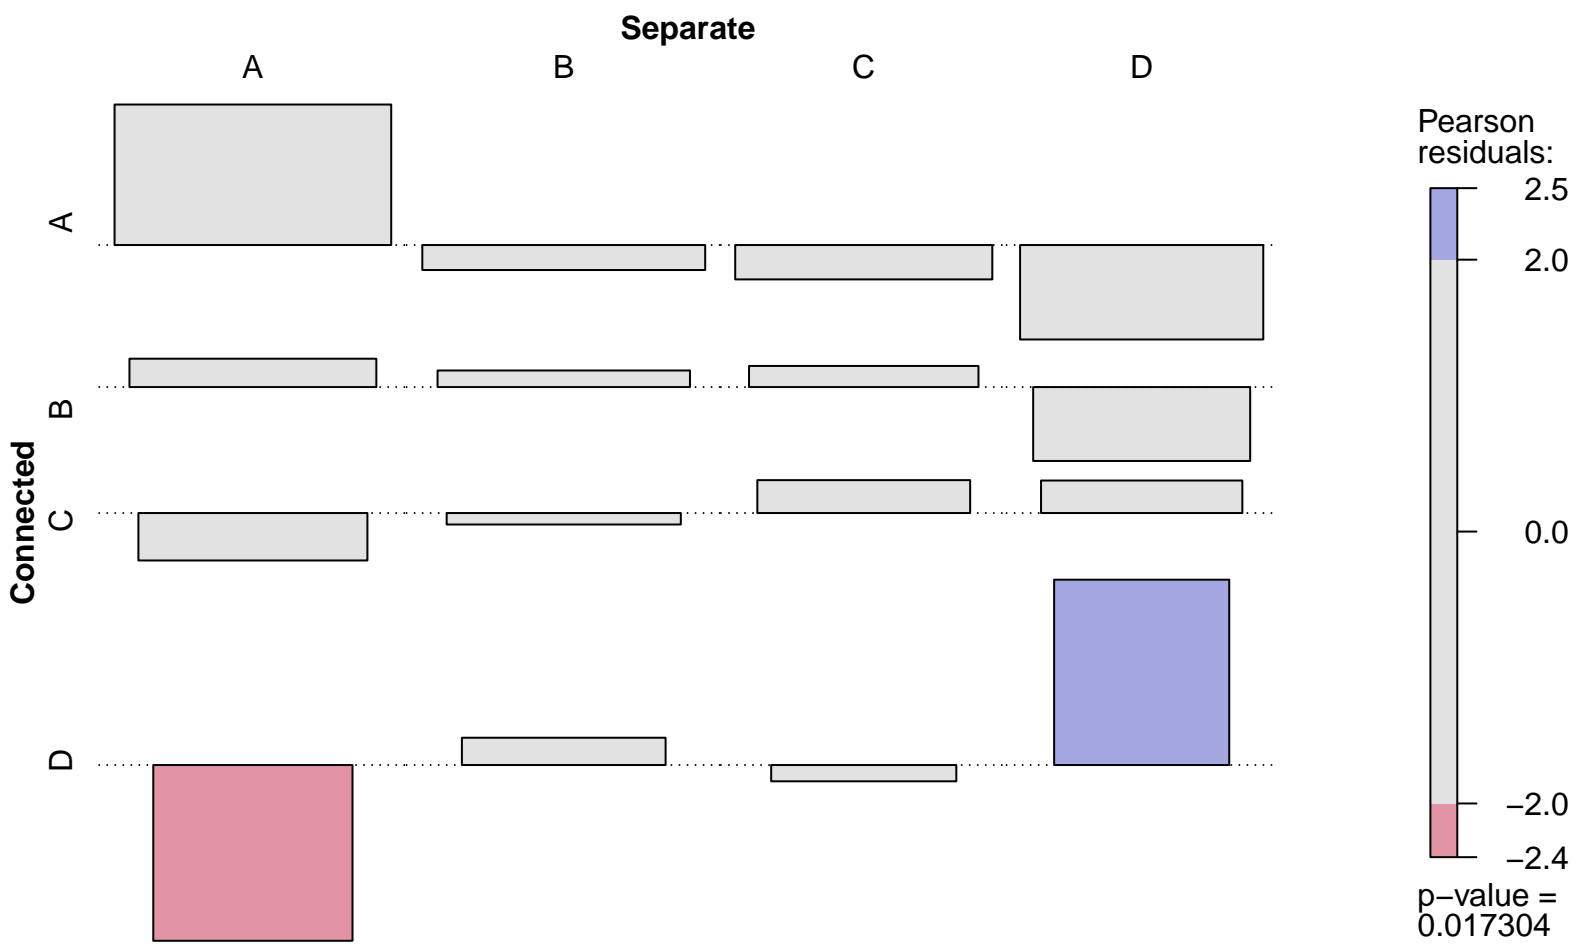 Separate
A B C D
A
B
C
D
Connected
Pearson
residuals:
2.5
2.0
0.0
−2.0
−2.4
p−value =
0.017304